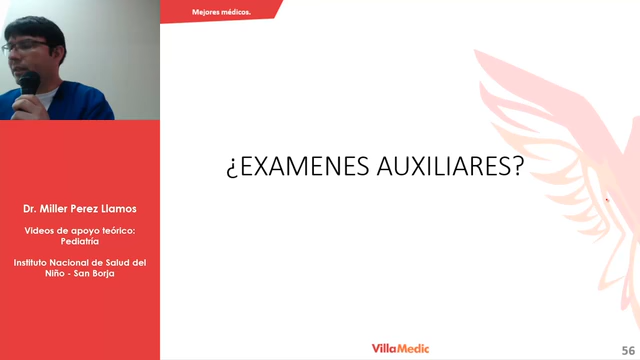 Mejores médicos.
¿EXAMENES AUXILIARES?
Dr. Miller Perez Llamos
Videos de apoyo teórico:
Pediatría
Instituto Nacional de Salud del
Niño - San Borja
VillaMedic
56